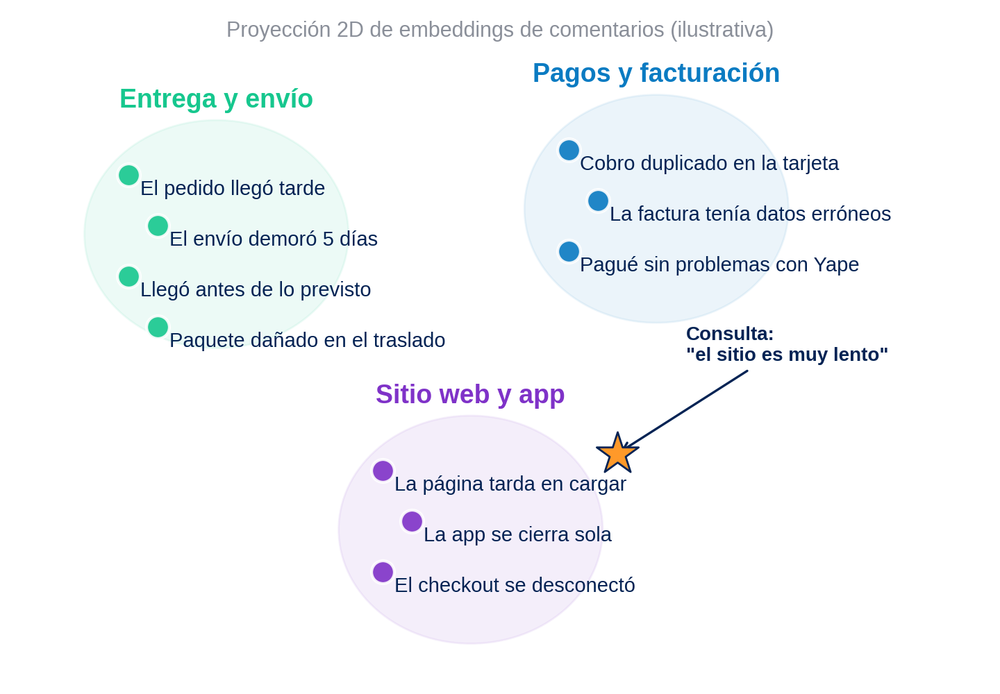 Proyección 2D de embeddings de comentarios (ilustrativa)
Entrega y envío
El pedido llegó tarde
El envío demoró 5 días
Llegó antes de lo previsto
Paquete dañado en el traslado
Pagos y facturación
Cobro duplicado en la tarjeta
La factura tenía datos erróneos
Pagué sin problemas con Yape
Consulta:
"el sitio es muy lento"
Sitio web y app
La página tarda en cargar
La app se cierra sola
El checkout se desconectó